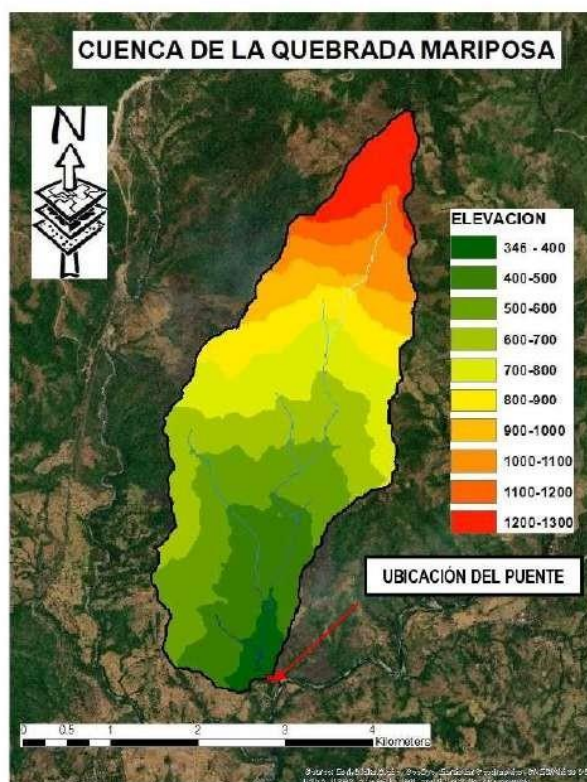 CUENCA DE LA QUEBRADA MARIPOSA
N
ELEVACION
346 - 400
400-500
500-600
600-700
700-800
800-900
900-1000
1000-1100
1100-1200
1200-1300
UBICACIÓN DEL PUENTE
0 0.5 1 2 3 4
Kilometers